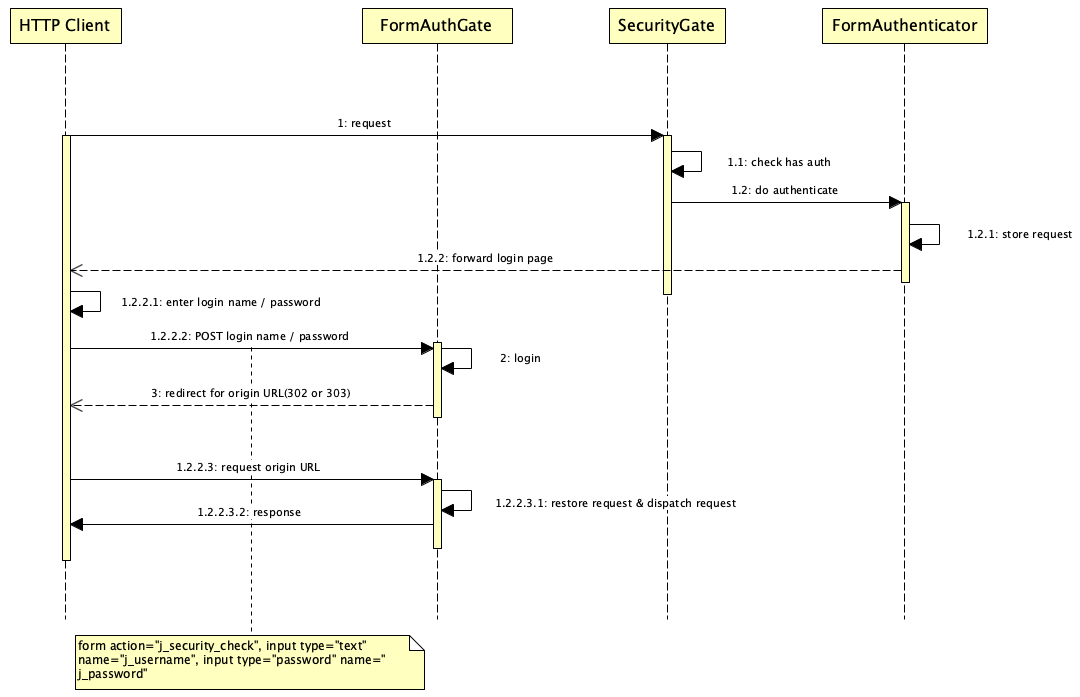 HTTP Client
FormAuthGate
SecurityGate
FormAuthenticator
1: request
1.1: check has auth
1.2: do authenticate
1.2.1: store request
1.2.2: forward login page
1.2.2.1: enter login name / password
1.2.2.2: POST login name / password
2: login
3: redirect for origin URL(302 or 303)
1.2.2.3: request origin URL
1.2.2.3.1: restore request & dispatch request
1.2.2.3.2: response
form action="j_security_check", input type="text"
name="j_username", input type="password" name="
j_password"